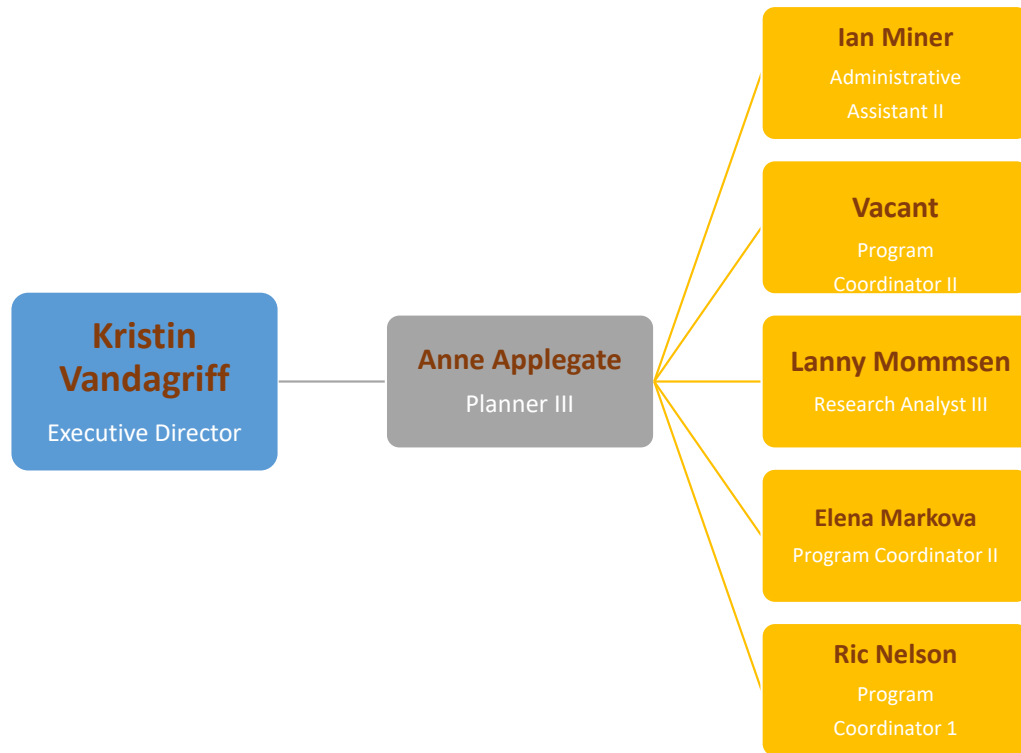 Kristin
Vandagriff
Executive Director
Anne Applegate
Planner III
Ian Miner
Administrative
Assistant II
Vacant
Program
Coordinator II
Lanny Mommsen
Research Analyst III
Elena Markova
Program Coordinator II
Ric Nelson
Program
Coordinator 1